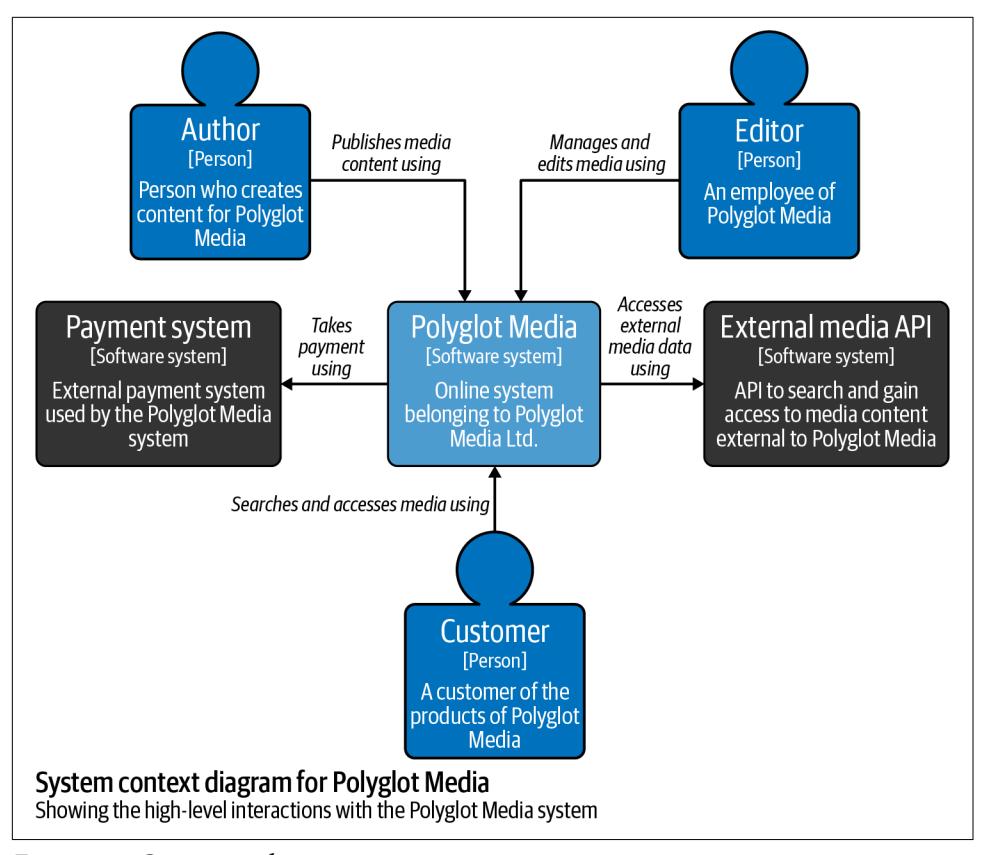 Author
[Person]
Person who creates
content for Polyglot
Media
Publishes media
content using
Manages and
edits media using
Editor
[Person]
An employee of
Polyglot Media
Payment system
[Software system]
External payment system
used by the Polyglot Media
system
Takes
payment
using
Polyglot Media
[Software system]
Online system
belonging to Polyglot
Media Ltd.
Accesses
external
media data
using
External media API
[Software system]
API to search and gain
access to media content
external to Polyglot Media
Searches and accesses media using
Customer
[Person]
A customer of the
products of Polyglot
Media
System context diagram for Polyglot Media
Showing the high-level interactions with the Polyglot Media system